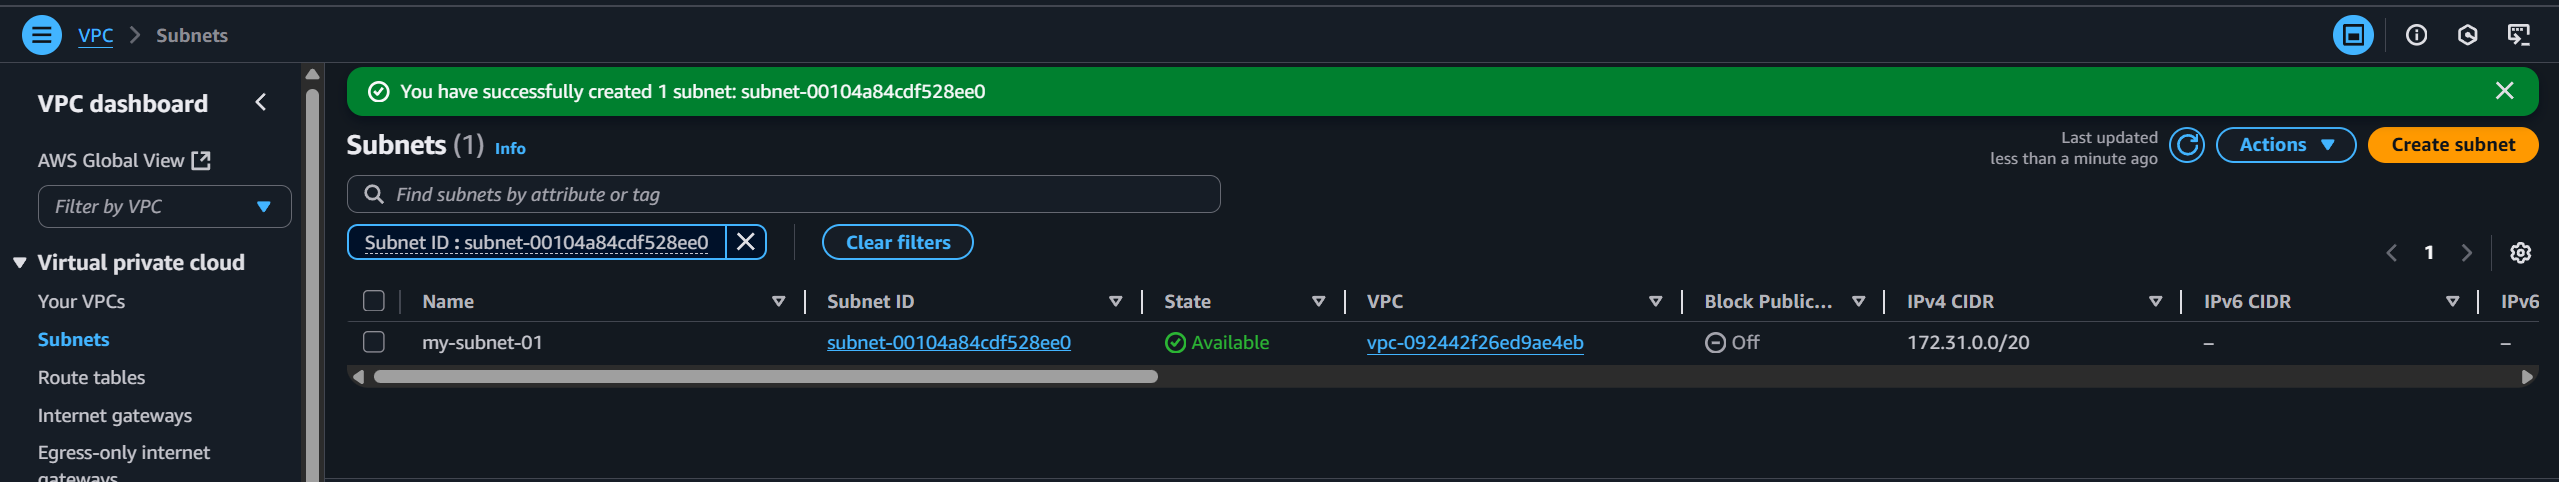 VPC > Subnets
VPC dashboard
AWS Global View
Filter by VPC
Virtual private cloud
Your VPCs
Subnets
Route tables
Internet gateways
Egress-only internet
gateways
You have successfully created 1 subnet: subnet-00104a84cdf528ee0
Subnets (1) Info
Last updated
less than a minute ago
Actions
Create subnet
Find subnets by attribute or tag
Subnet ID : subnet-00104a84cdf528ee0
Clear filters
1
Name Subnet ID State VPC Block Public... IPv4 CIDR IPv6 CIDR IPv6
my-subnet-01 subnet-00104a84cdf528ee0 Available vpc-092442f26ed9ae4eb Off 172.31.0.0/20 – –